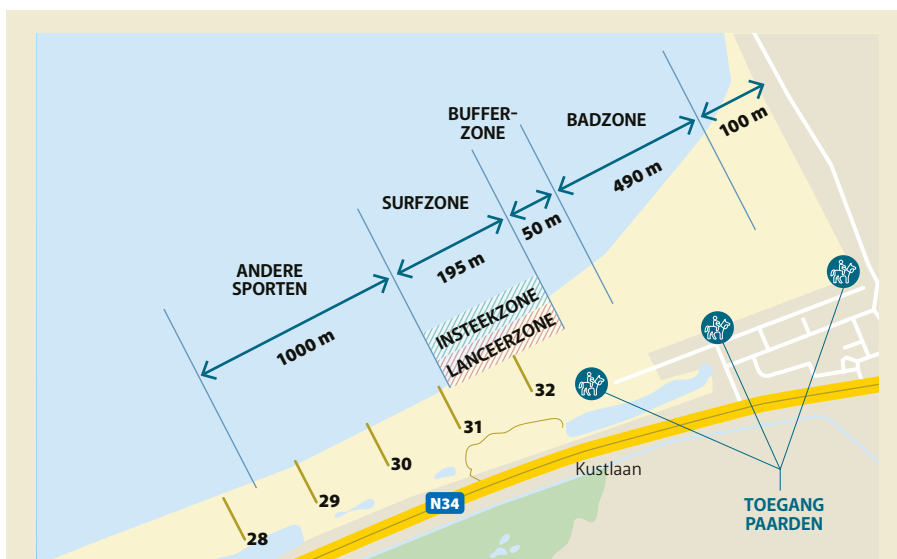 BUFFER-
ZONE
BADZONE
100 m
490 m
SURFZONE
50 m
195 m
ANDERE
SPORTEN
1000 m
INSTEEKZONE
LANCEERZONE
32
31
30
29
28
Kustlaan
N34
TOEGANG
PAARDEN